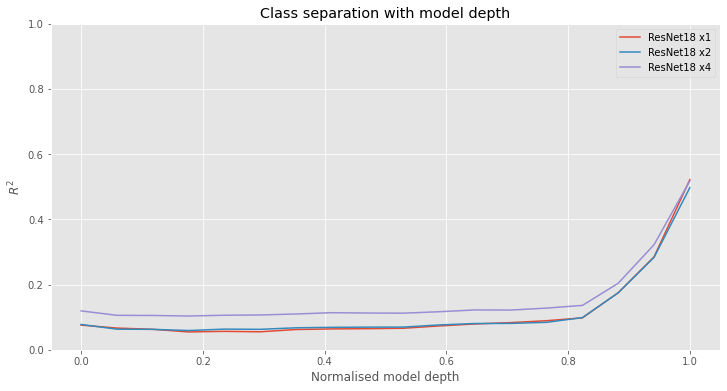 Class separation with model depth
ResNet18 x1
ResNet18 x2
ResNet18 x4
1.0
0.8
0.6
0.4
0.2
0.0
R²
0.0 0.2 0.4 0.6 0.8 1.0
Normalised model depth